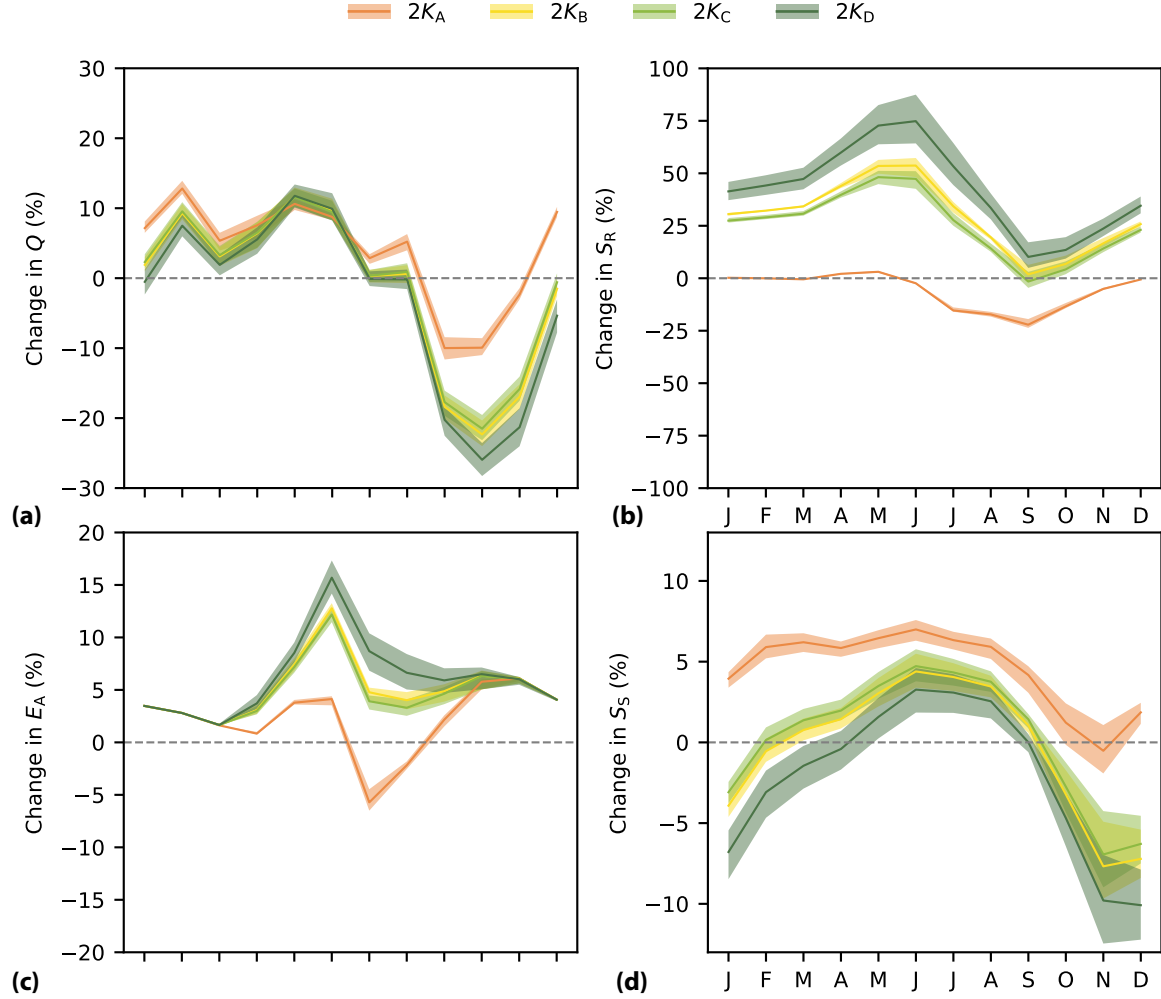 2K_A 2K_B 2K_C 2K_D
30
20
10
0
−10
−20
−30
Change in Q (%)
(a)
100
75
50
25
0
−25
−50
−75
−100
Change in S_R (%)
J F M A M J J A S O N D
(b)
20
15
10
5
0
−5
−10
−15
−20
Change in E_A (%)
(c)
10
5
0
−5
−10
Change in S_S (%)
J F M A M J J A S O N D
(d)